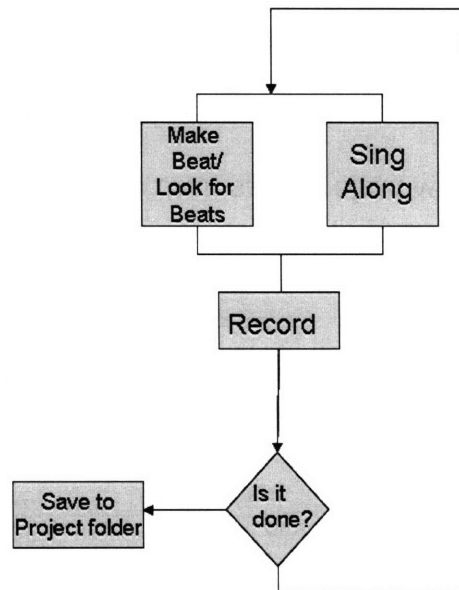 Make
Beat/
Look for
Beats
Sing
Along
Record
Is it
done?
Save to
Project folder